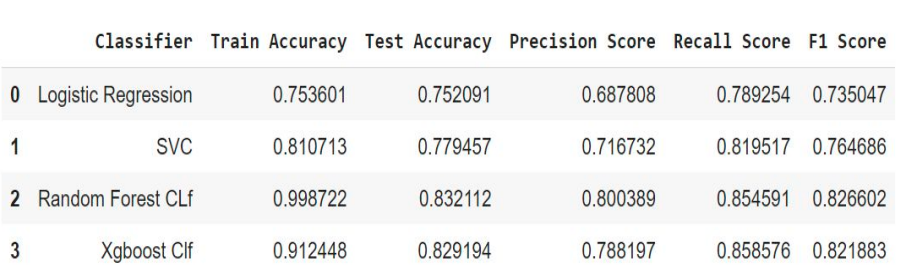 Classifier Train Accuracy Test Accuracy Precision Score Recall Score F1 Score
0 Logistic Regression 0.753601 0.752091 0.687808 0.789254 0.735047
1 SVC 0.810713 0.779457 0.716732 0.819517 0.764686
2 Random Forest CLf 0.998722 0.832112 0.800389 0.854591 0.826602
3 Xgboost Clf 0.912448 0.829194 0.788197 0.858576 0.821883